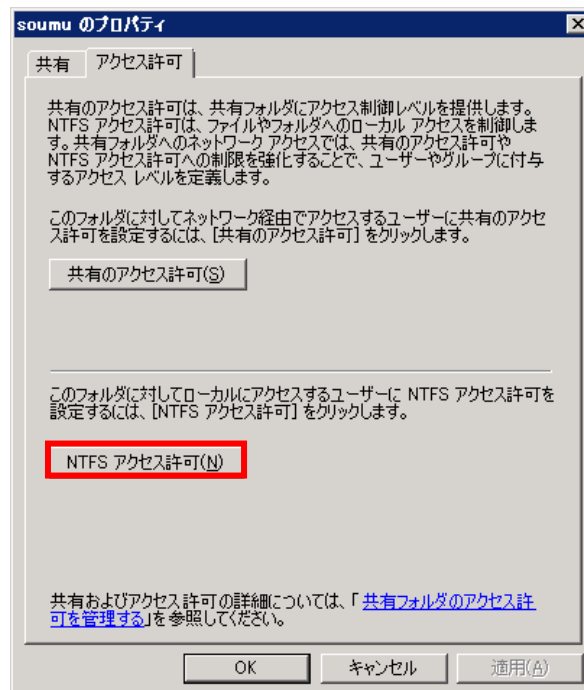 soumu のプロパティ
共有 アクセス許可
共有のアクセス許可は、共有フォルダにアクセス制御レベルを提供します。
NTFS アクセス許可は、ファイルやフォルダへのローカル アクセスを制御しま
す。共有フォルダへのネットワーク アクセスでは、共有のアクセス許可や
NTFS アクセス許可への制限を強化することで、ユーザーやグループに付与
するアクセス レベルを定義します。
このフォルダに対してネットワーク経由でアクセスするユーザーに共有のアクセ
ス許可を設定するには、[共有のアクセス許可] をクリックします。
共有のアクセス許可(S)
このフォルダに対してローカルにアクセスするユーザーに NTFS アクセス許可を
設定するには、[NTFS アクセス許可] をクリックします。
NTFS アクセス許可(N)
共有およびアクセス許可の詳細については、「共有フォルダのアクセス許
可を管理する」を参照してください。
OK キャンセル 適用(A)